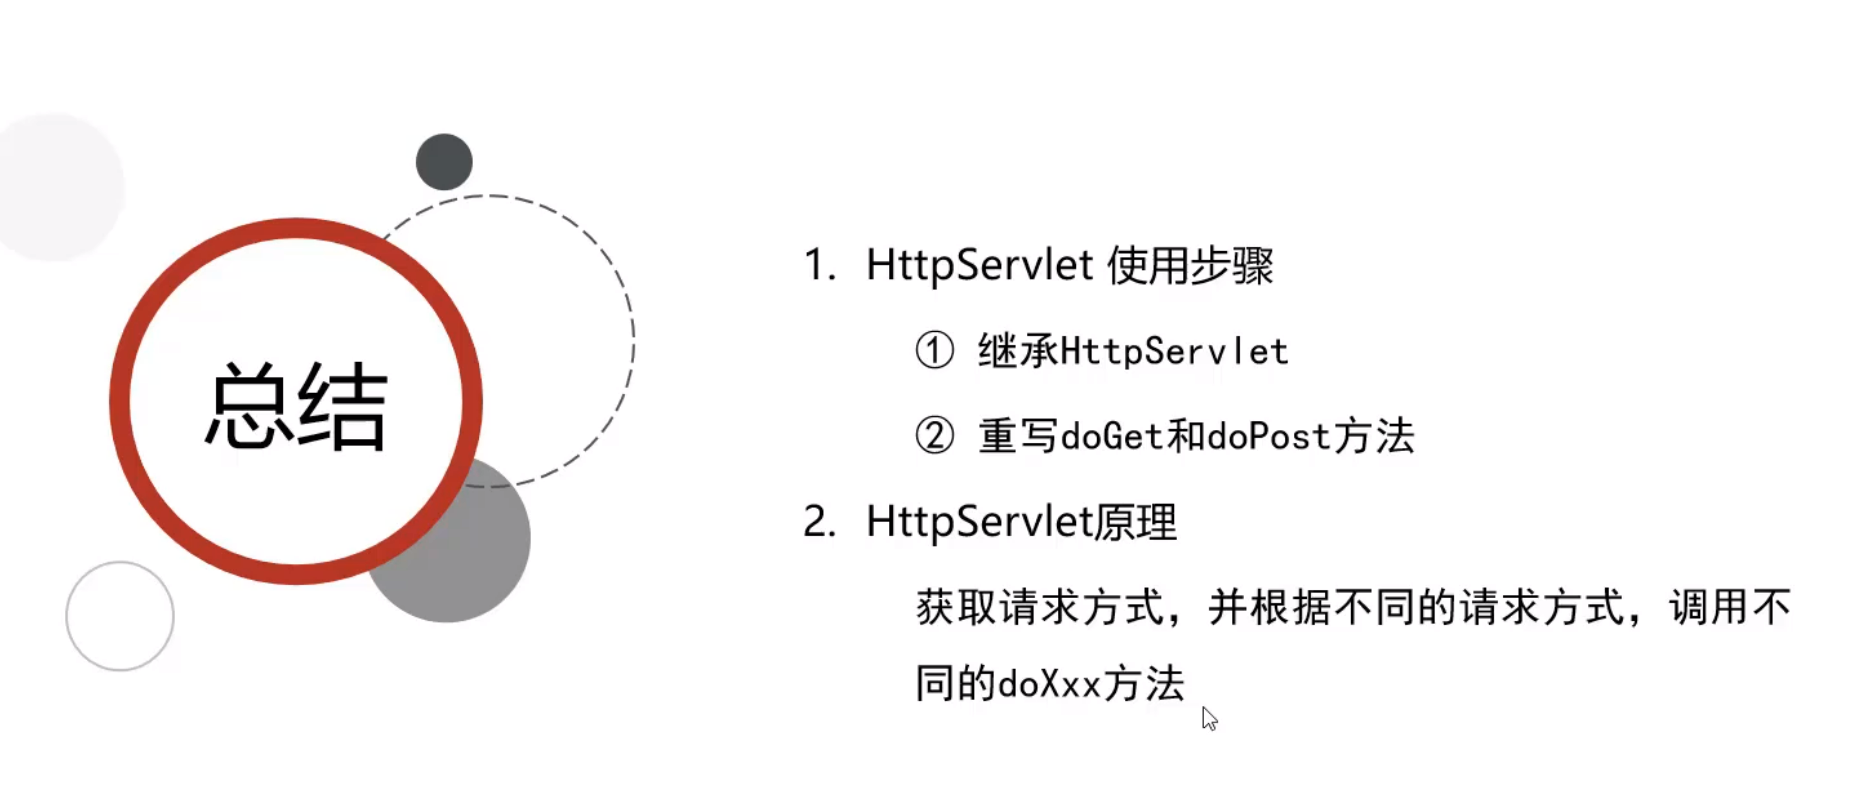 总结
1. HttpServlet 使用步骤
① 继承HttpServlet
② 重写doGet和doPost方法
2. HttpServlet原理
获取请求方式，并根据不同的请求方式，调用不
同的doXxx方法